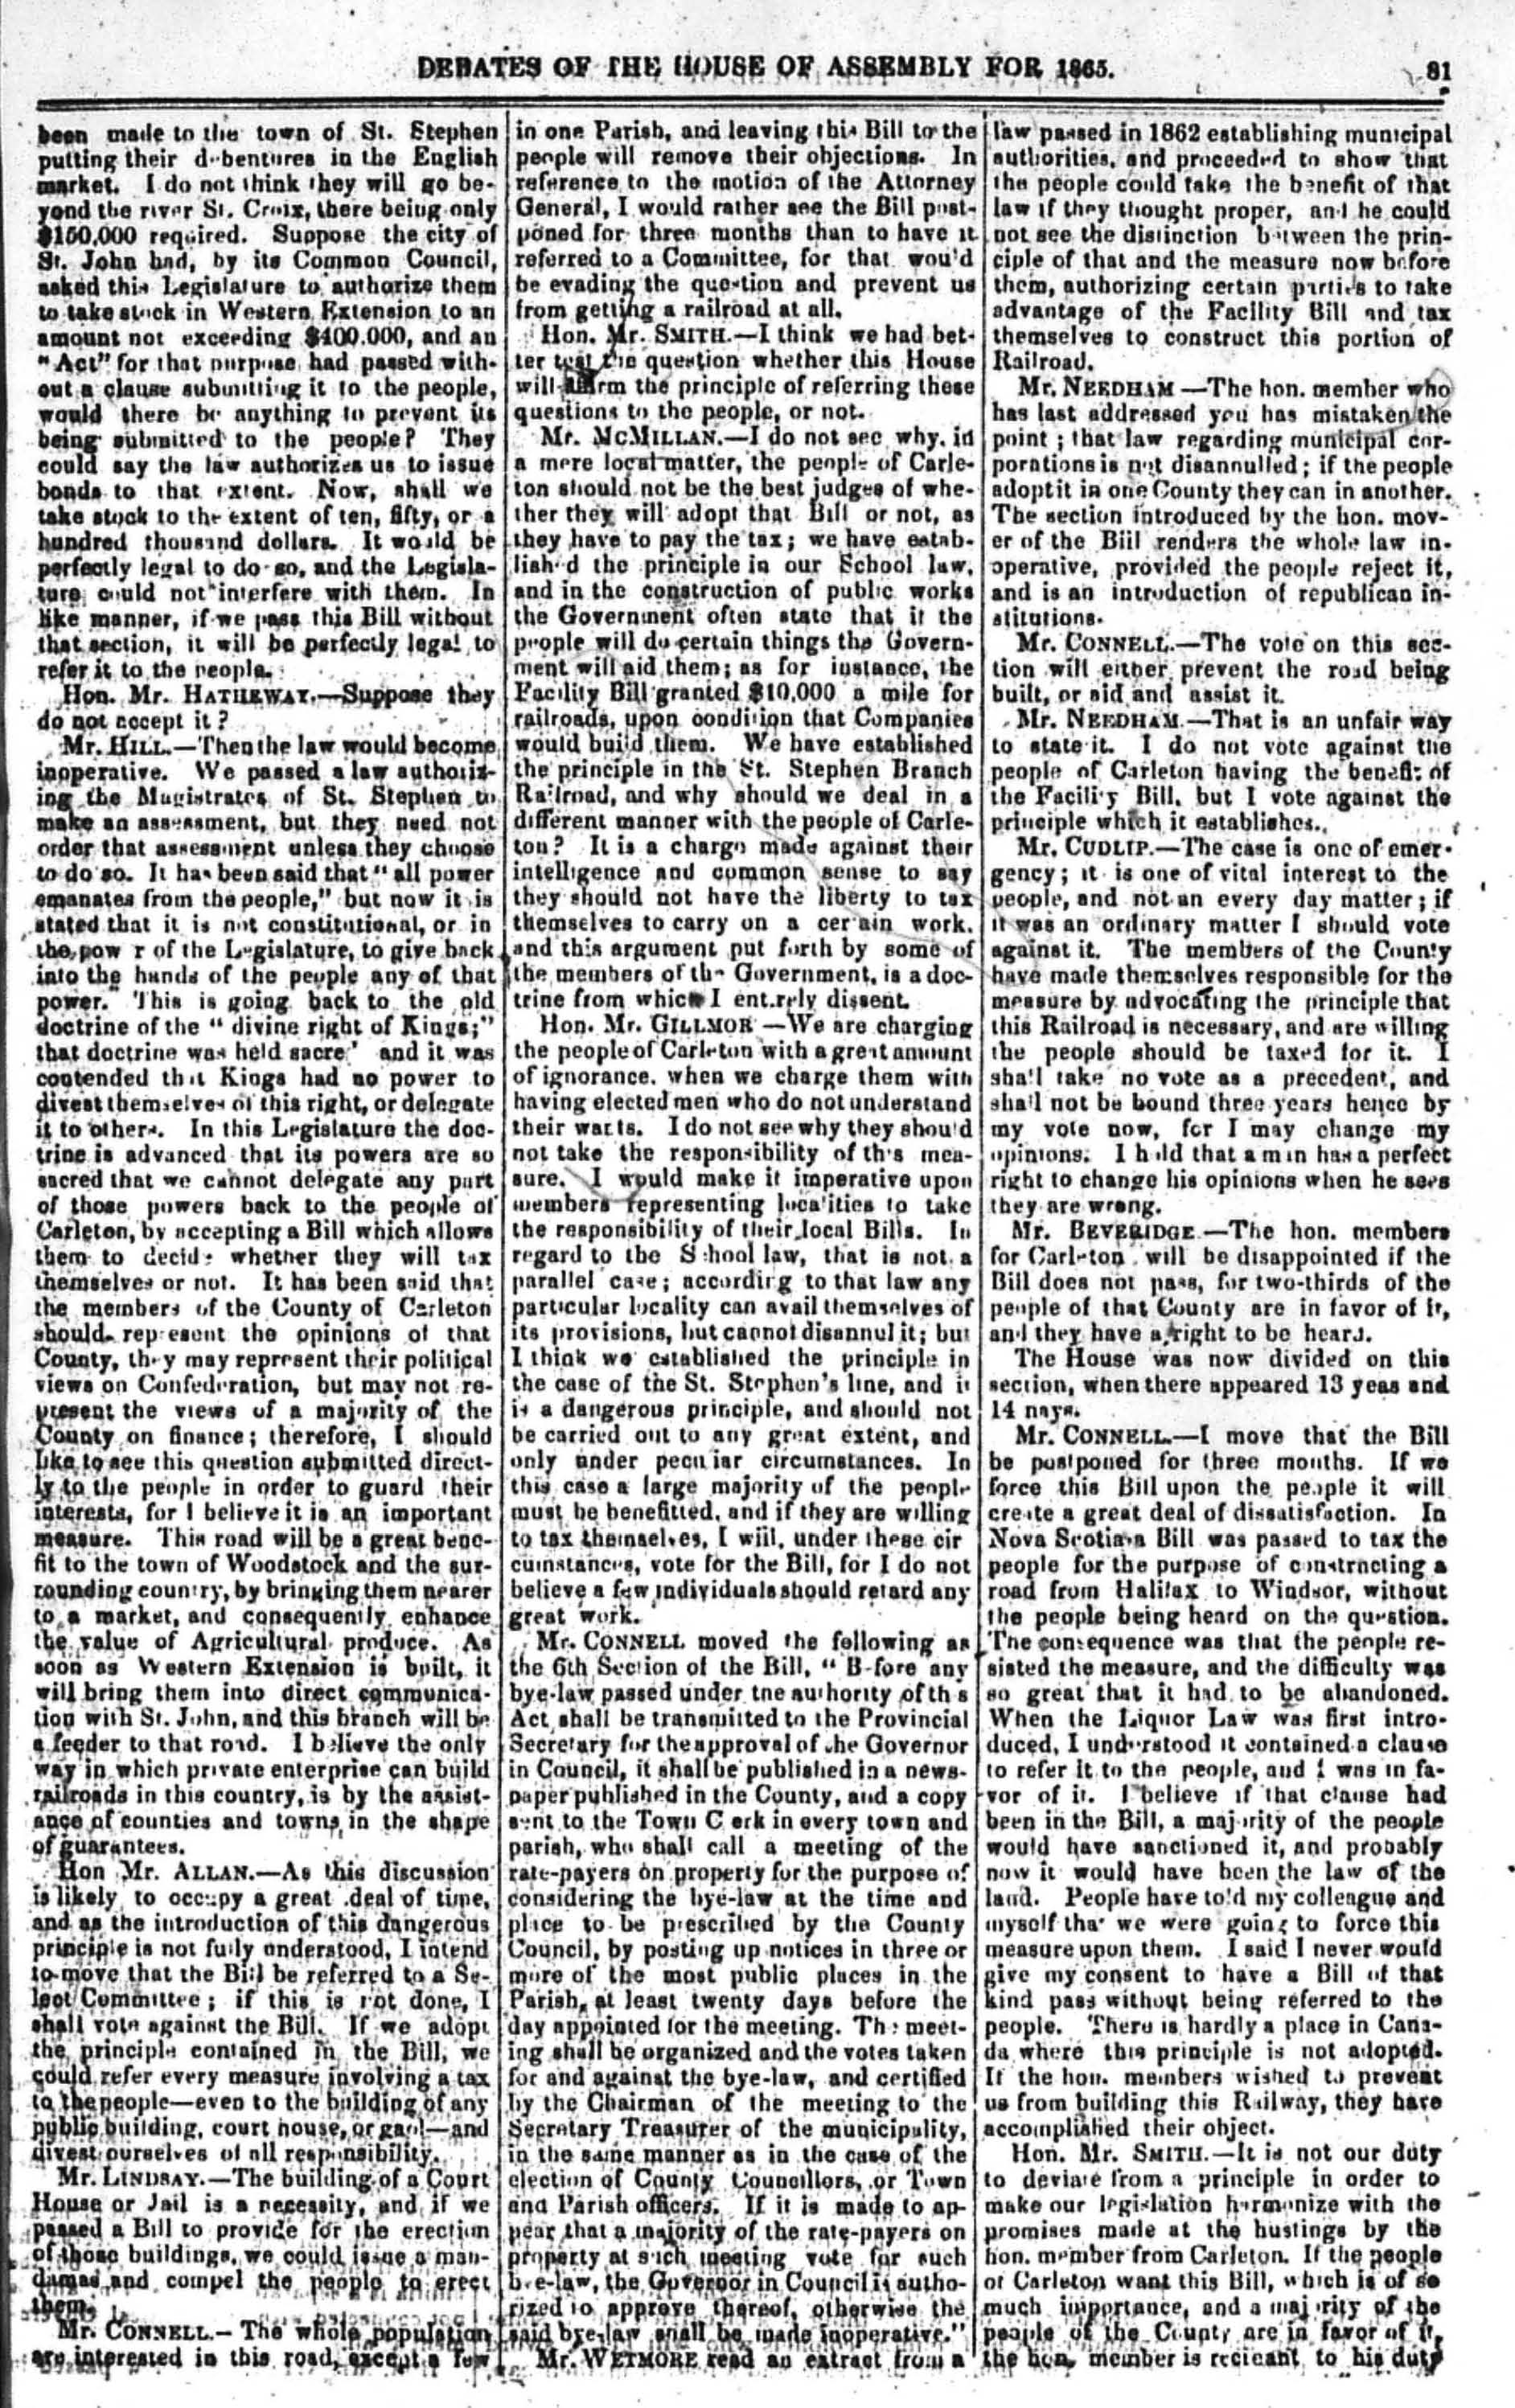 DEBATES OF THE HOUSE OF ASSEMBLY FOR 1865.
81
been made to the town of St. Stephen
putting their debentures in the English
market. I do not think they will go be-
yond the river St. Croix, there being only
$150,000 required. Suppose the city of
St. John had, by its Common Council,
asked this Legislature to authorize them
to take stock in Western Extension to an
amount not exceeding $400,000, and an
"Act" for that purpose had passed with-
out a clause submitting it to the people,
would there be anything to prevent its
being submitted to the people? They
could say the law authorizes us to issue
bonds to that extent. Now, shall we
take stock to the extent of ten, fifty, or a
hundred thousand dollars. It would be
perfectly legal to do so, and the Legisla-
ture could not interfere with them. In
like manner, if we pass this Bill without
that section, it will be perfectly legal to
refer it to the people.
Hon. Mr. HATHEWAY.—Suppose they
do not accept it?
Mr. HILL.—Then the law would become
inoperative. We passed a law authoriz-
ing the Magistrates of St. Stephen to
make an assessment, but they need not
order that assessment unless they choose
to do so. It has been said that "all power
emanates from the people," but now it is
stated that it is not constitutional, or in
the pow r of the Legislature, to give back
into the hands of the people any of that
power. This is going back to the old
doctrine of the "divine right of Kings;"
that doctrine was held sacred and it was
contended that Kings had no power to
divest themselves of this right, or delegate
it to others. In this Legislature the doc-
trine is advanced that its powers are so
sacred that we cannot delegate any part
of those powers back to the people of
Carleton, by accepting a Bill which allows
them to decide whether they will tax
themselves or not. It has been said that
the members of the County of Carleton
should represent the opinions of that
County, they may represent their political
views on Confederation, but may not re-
present the views of a majority of the
County on finance; therefore, I should
like to see this question submitted direct-
ly to the people in order to guard their
interests, for I believe it is an important
measure. This road will be a great bene-
fit to the town of Woodstock and the sur-
rounding country, by bringing them nearer
to a market, and consequently enhance
the value of Agricultural produce. As
soon as Western Extension is built, it
will bring them into direct communica-
tion with St. John, and this branch will be
a feeder to that road. I believe the only
way in which private enterprise can build
railroads in this country, is by the assist-
ance of counties and towns, in the shape
of guarantees.
Hon Mr. ALLAN.—As this discussion
is likely to occupy a great deal of time,
and as the introduction of this dangerous
principle is not fully understood, I intend
to move that the Bill be referred to a Se-
lect Committee; if this is not done, I
shall vote against the Bill. If we adopt
the principle contained in the Bill, we
could refer every measure involving a tax
to the people—even to the building of any
public building, court house, or gaol—and
divest ourselves of all responsibility.
Mr. LINDSAY.—The building of a Court
House or Jail is a necessity, and if we
passed a Bill to provide for the erection
of those buildings, we could issue a man-
damas and compel the people to erect
them.
Mr. CONNELL.—The whole population
are interested in this road, except a few
in one Parish, and leaving this Bill to the
people will remove their objections. In
reference to the motion of the Attorney
General, I would rather see the Bill post-
poned for three months than to have it
referred to a Committee, for that wou'd
be evading the question and prevent us
from getting a railroad at all.
Hon. Mr. SMITH.—I think we had bet-
ter test the question whether this House
will affirm the principle of referring these
questions to the people, or not.
Mr. McMILLAN.—I do not see why, in
a mere local matter, the people of Carle-
ton should not be the best judges of whe-
ther they will adopt that Bill or not, as
they have to pay the tax; we have estab-
lished the principle in our School law,
and in the construction of public works
the Government often state that if the
people will do certain things the Govern-
ment will aid them; as for instance, the
Facility Bill granted $10,000 a mile for
railroads, upon condition that Companies
would build them. We have established
the principle in the St. Stephen Branch
Railroad, and why should we deal in a
different manner with the people of Carle-
ton? It is a charge made against their
intelligence and common sense to say
they should not have the liberty to tax
themselves to carry on a certain work,
and this argument put forth by some of
the members of the Government, is a doc-
trine from which I entirely dissent.
Hon. Mr. GILLMOR—We are charging
the people of Carleton with a great amount
of ignorance, when we charge them with
having elected men who do not understand
their wants. I do not see why they shou'd
not take the responsibility of this mea-
sure. I would make it imperative upon
members representing localities to take
the responsibility of their local Bills. In
regard to the School law, that is not a
parallel case; according to that law any
particular locality can avail themselves of
its provisions, but cannot disannul it; but
I think we established the principle in
the case of the St. Stephen's line, and it
is a dangerous principle, and should not
be carried out to any great extent, and
only under peculiar circumstances. In
this case a large majority of the people
must be benefitted, and if they are willing
to tax themselves, I will, under these cir
cumstances, vote for the Bill, for I do not
believe a few individuals should retard any
great work.
Mr. CONNELL moved the following as
the 6th Section of the Bill, "Before any
bye-law passed under the authority of this
Act shall be transmitted to the Provincial
Secretary for the approval of the Governor
in Council, it shall be published in a news-
paper published in the County, and a copy
sent to the Town Clerk in every town and
parish, who shall call a meeting of the
rate-payers on property for the purpose of
considering the bye-law at the time and
place to be prescribed by the County
Council, by posting up notices in three or
more of the most public places in the
Parish, at least twenty days before the
day appointed for the meeting. The meet-
ing shall be organized and the votes taken
for and against the bye-law, and certified
by the Chairman of the meeting to the
Secretary Treasurer of the municipality,
in the same manner as in the case of the
election of County Councillors, or Town
and Parish officers. If it is made to ap-
pear that a majority of the rate-payers on
property at such meeting vote for such
bye-law, the Governor in Council is autho-
rized to approve thereof, otherwise the
said bye-law shall be made inoperative."
Mr. WETMORE read an extract from a
law passed in 1862 establishing municipal
authorities, and proceeded to show that
the people could take the benefit of that
law if they thought proper, and he could
not see the distinction between the prin-
ciple of that and the measure now before
them, authorizing certain parties to take
advantage of the Facility Bill and tax
themselves to construct this portion of
Railroad.
Mr. NEEDHAM—The hon. member who
has last addressed you has mistaken the
point; that law regarding municipal cor-
porations is not disannulled; if the people
adopt it in one County they can in another.
The section introduced by the hon. mov-
er of the Bill renders the whole law in-
operative, provided the people reject it,
and is an introduction of republican in-
stitutions.
Mr. CONNELL.—The vote on this sec-
tion will either prevent the road being
built, or aid and assist it.
Mr. NEEDHAM.—That is an unfair way
to state it. I do not vote against the
people of Carleton having the benefit of
the Facility Bill, but I vote against the
principle which it establishes.
Mr. CUDLIP.—The case is one of emer-
gency; it is one of vital interest to the
people, and not an every day matter; if
it was an ordinary matter I should vote
against it. The members of the County
have made themselves responsible for the
measure by advocating the principle that
this Railroad is necessary, and are willing
the people should be taxed for it. I
shall take no vote as a precedent, and
shall not be bound three years hence by
my vote now, for I may change my
opinions. I hold that a man has a perfect
right to change his opinions when he sees
they are wrong.
Mr. BEVERIDGE.—The hon. members
for Carleton will be disappointed if the
Bill does not pass, for two-thirds of the
people of that County are in favor of it,
and they have a right to be heard.
The House was now divided on this
section, when there appeared 13 yeas and
14 nays.
Mr. CONNELL.—I move that the Bill
be postponed for three months. If we
force this Bill upon the people it will
create a great deal of dissatisfaction. In
Nova Scotia a Bill was passed to tax the
people for the purpose of constructing a
road from Halifax to Windsor, without
the people being heard on the question.
The consequence was that the people re-
sisted the measure, and the difficulty was
so great that it had to be abandoned.
When the Liquor Law was first intro-
duced, I understood it contained a clause
to refer it to the people, and I was in fa-
vor of it. I believe if that clause had
been in the Bill, a majority of the people
would have sanctioned it, and probably
now it would have been the law of the
land. People have to'd my colleague and
myself that we were going to force this
measure upon them. I said I never would
give my consent to have a Bill of that
kind pass without being referred to the
people. There is hardly a place in Cana-
da where this principle is not adopted.
If the hon. members wished to prevent
us from building this Railway, they have
accomplished their object.
Hon. Mr. SMITH.—It is not our duty
to deviate from a principle in order to
make our legislation harmonize with the
promises made at the hustings by the
hon. member from Carleton. If the people
of Carleton want this Bill, which is of so
much importance, and a majority of the
people of the County are in favor of it,
the hon. member is recicant to his duty